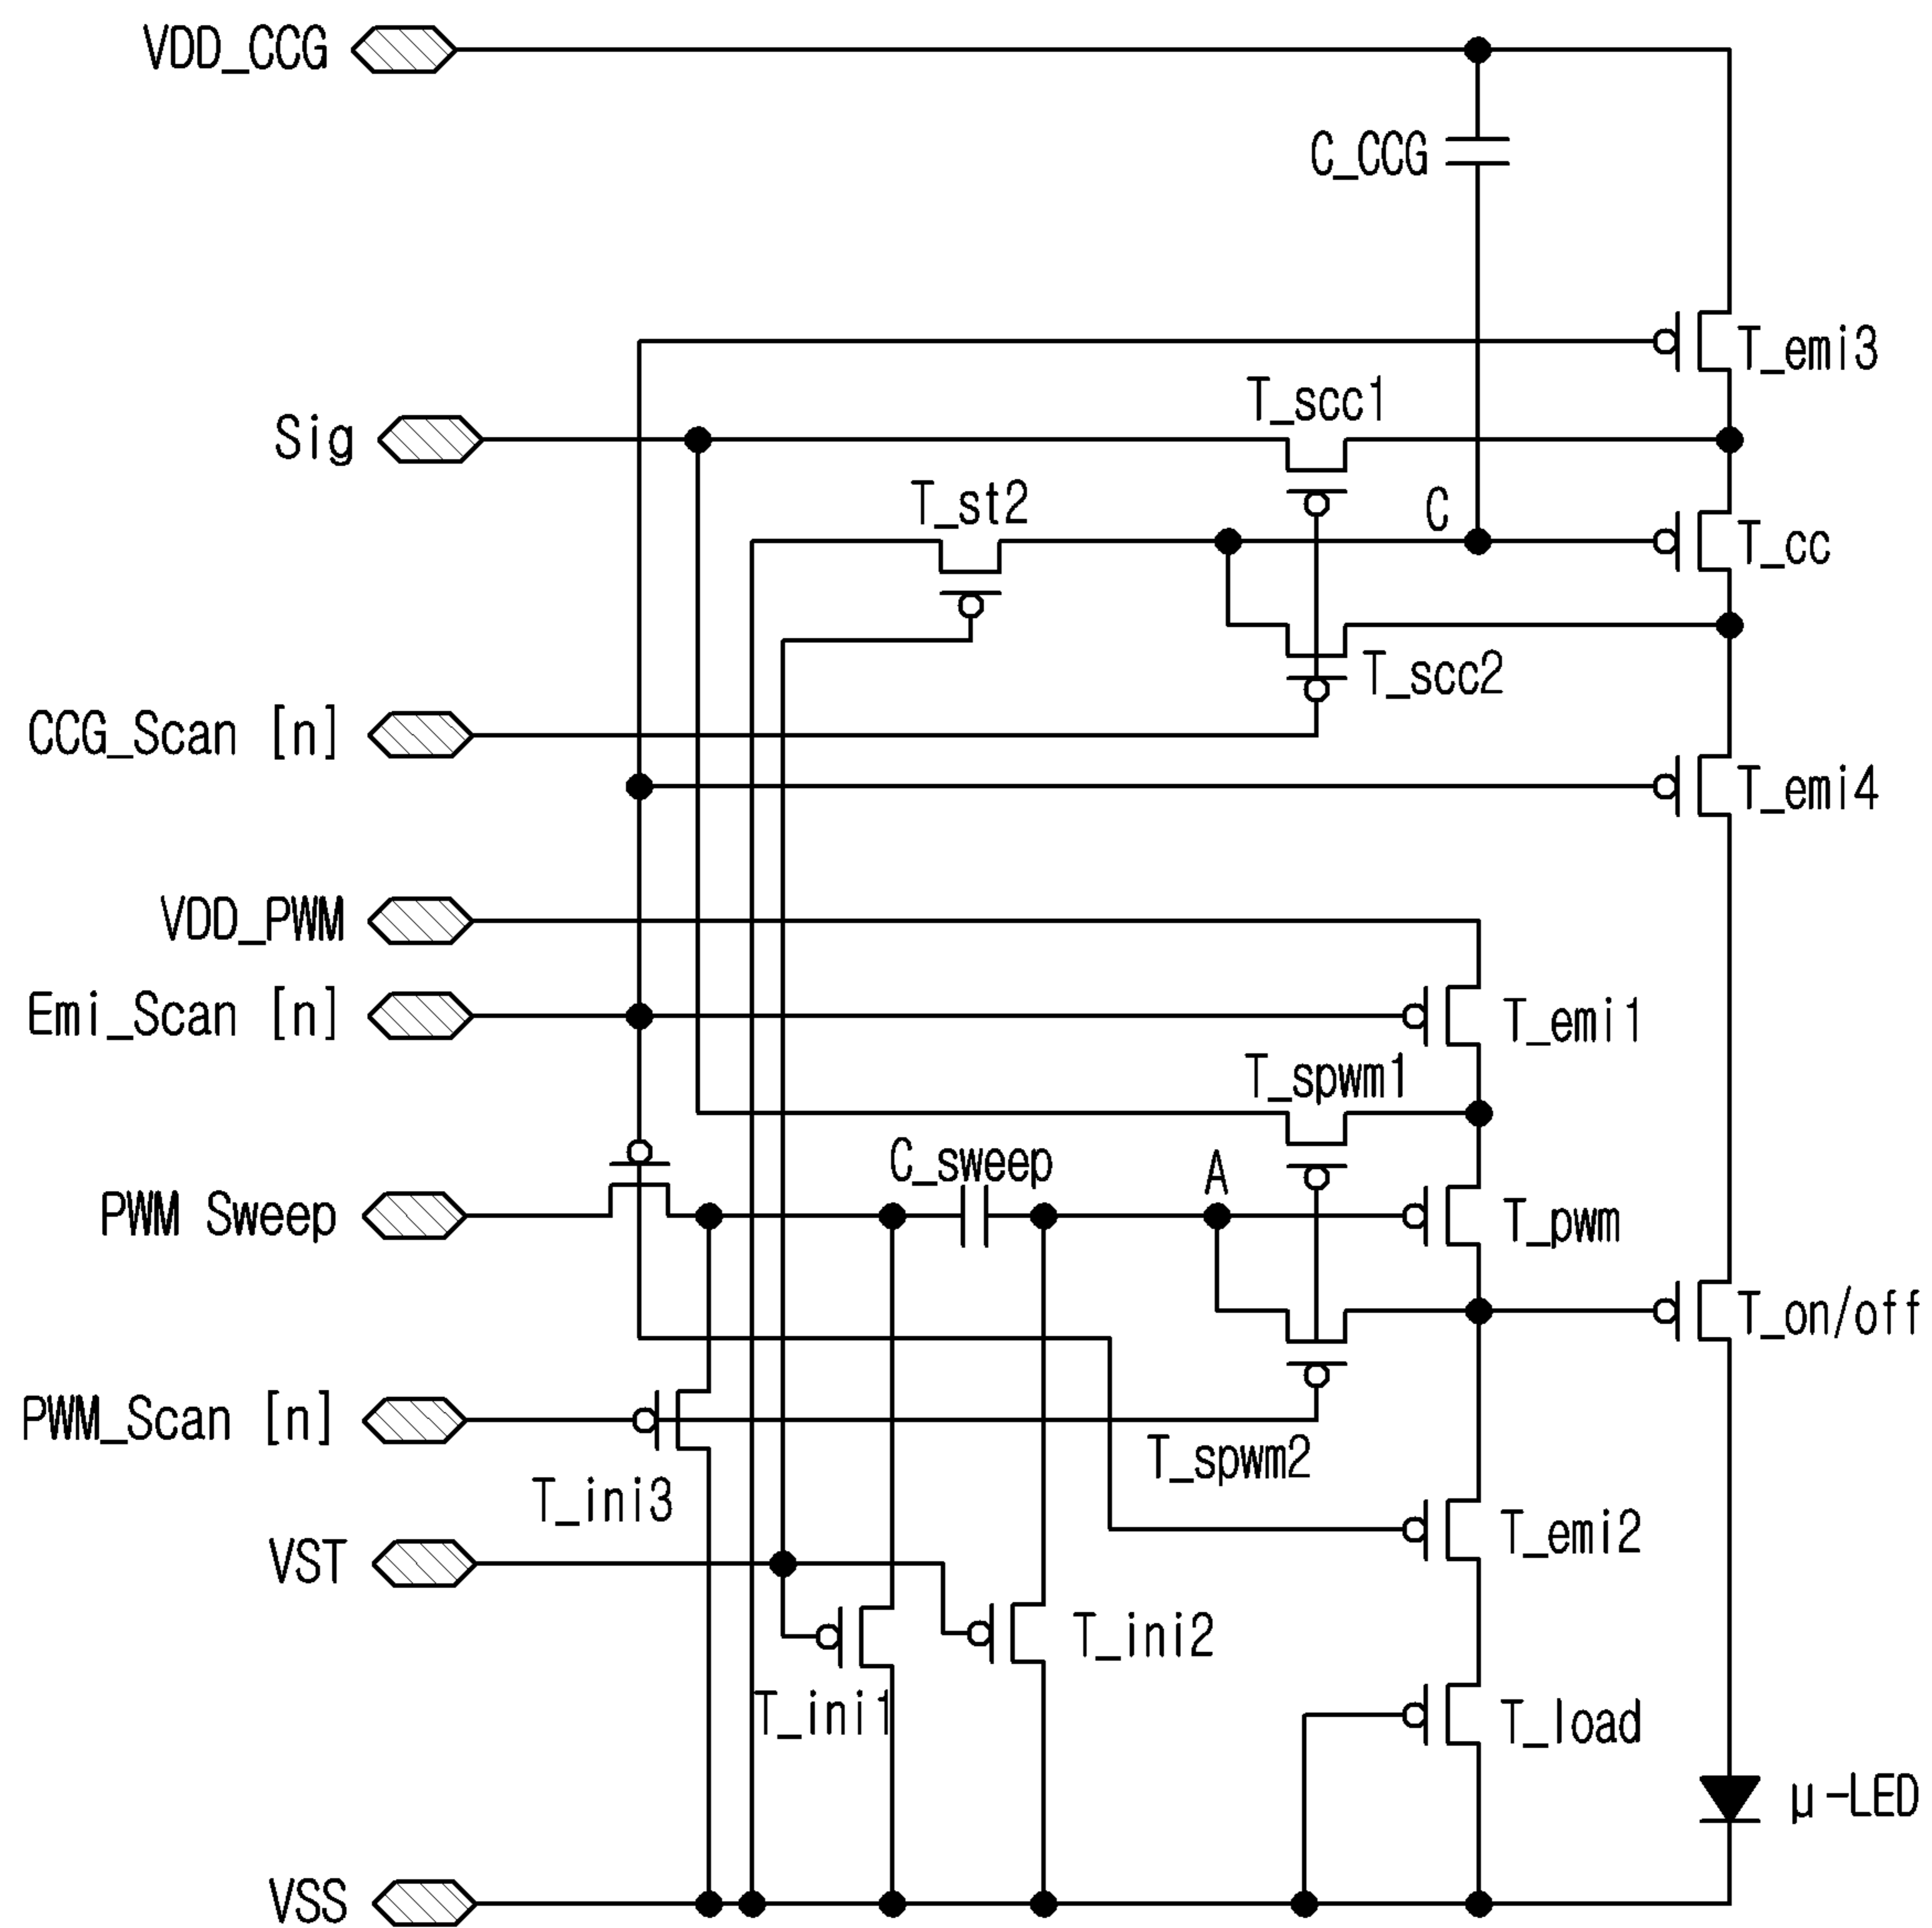 VDD_CCG
C_CCG
T_emi3
T_scc1
Sig
T_st2
C
T_cc
T_scc2
CCG_Scan [n]
T_emi4
VDD_PWM
Emi_Scan [n]
T_emi1
T_spwm1
C_sweep
A
PWM Sweep
T_pwm
T_on/off
PWM_Scan [n]
T_spwm2
T_ini3
T_emi2
VST
T_ini2
T_ini1
T_load
μ-LED
VSS